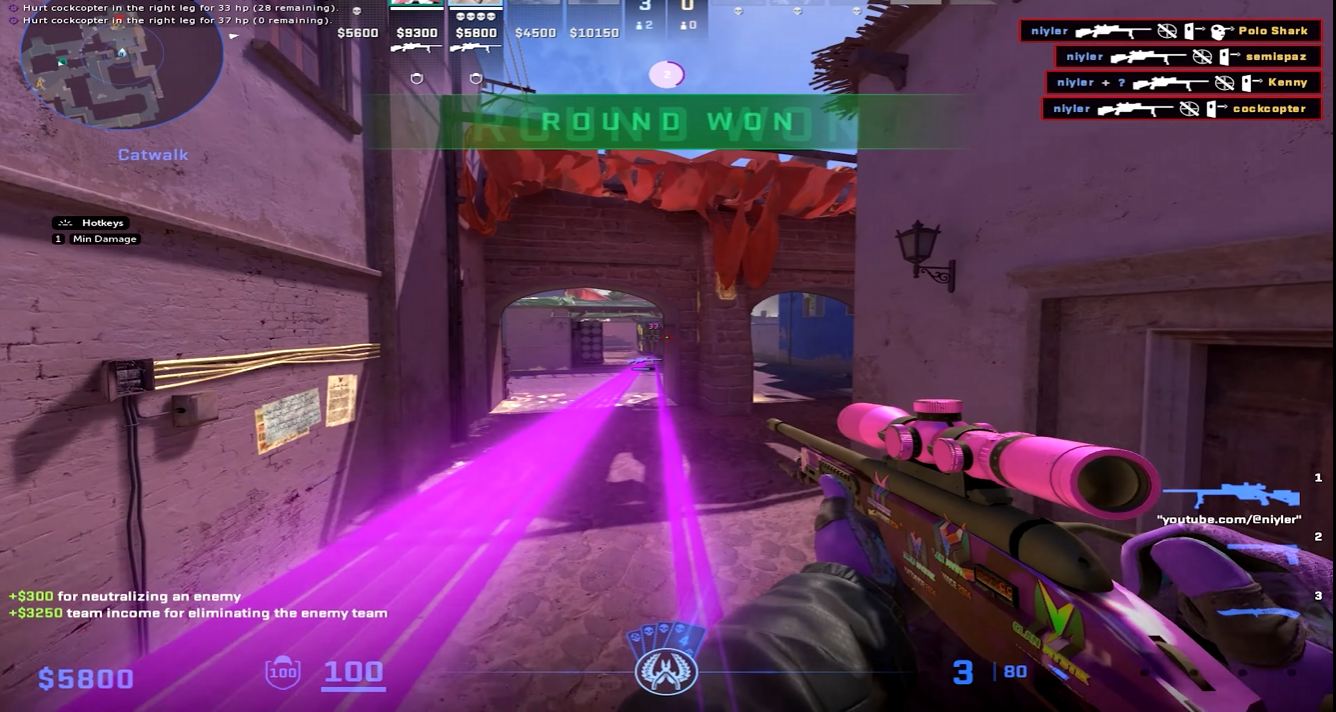 Hurt cockcopter in the right leg for 33 hp (28 remaining).
Hurt cockcopter in the right leg for 37 hp (0 remaining).
$5600 $9300 $5800 $4500 $10150
3 0
2 0
2
ROUND WON
niyler Polo Shark
niyler semispaz
niyler + ? Kenny
niyler cockcopter
A
Catwalk
Hotkeys
1 Min Damage
37
1
"youtube.com/@niyler"
2
3
+$300 for neutralizing an enemy
+$3250 team income for eliminating the enemy team
4
$5800 100 100 3 | 80